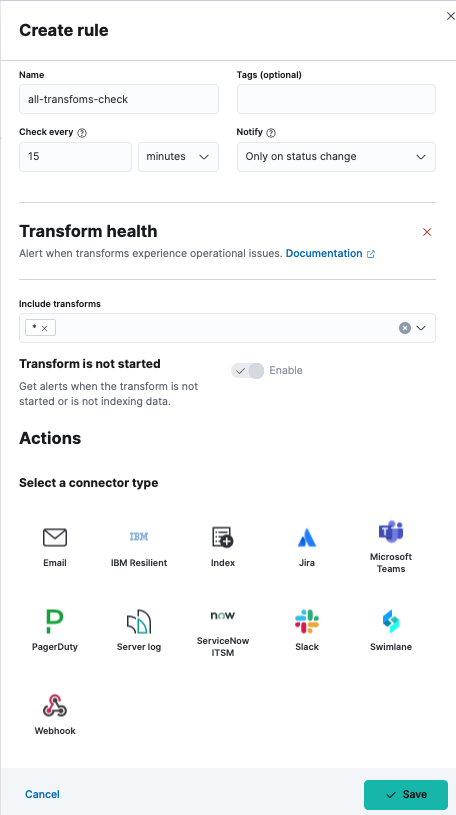 Create rule
Name
Tags (optional)
all-transfoms-check
Check every
Notify
15
minutes
Only on status change
Transform health
Alert when transforms experience operational issues. Documentation
Include transforms
*
Transform is not started
Enable
Get alerts when the transform is not
started or is not indexing data.
Actions
Select a connector type
Email
IBM
IBM Resilient
Index
Jira
T
Microsoft
Teams
PagerDuty
Server log
now
ServiceNow
ITSM
Slack
Swimlane
Webhook
Cancel
Save